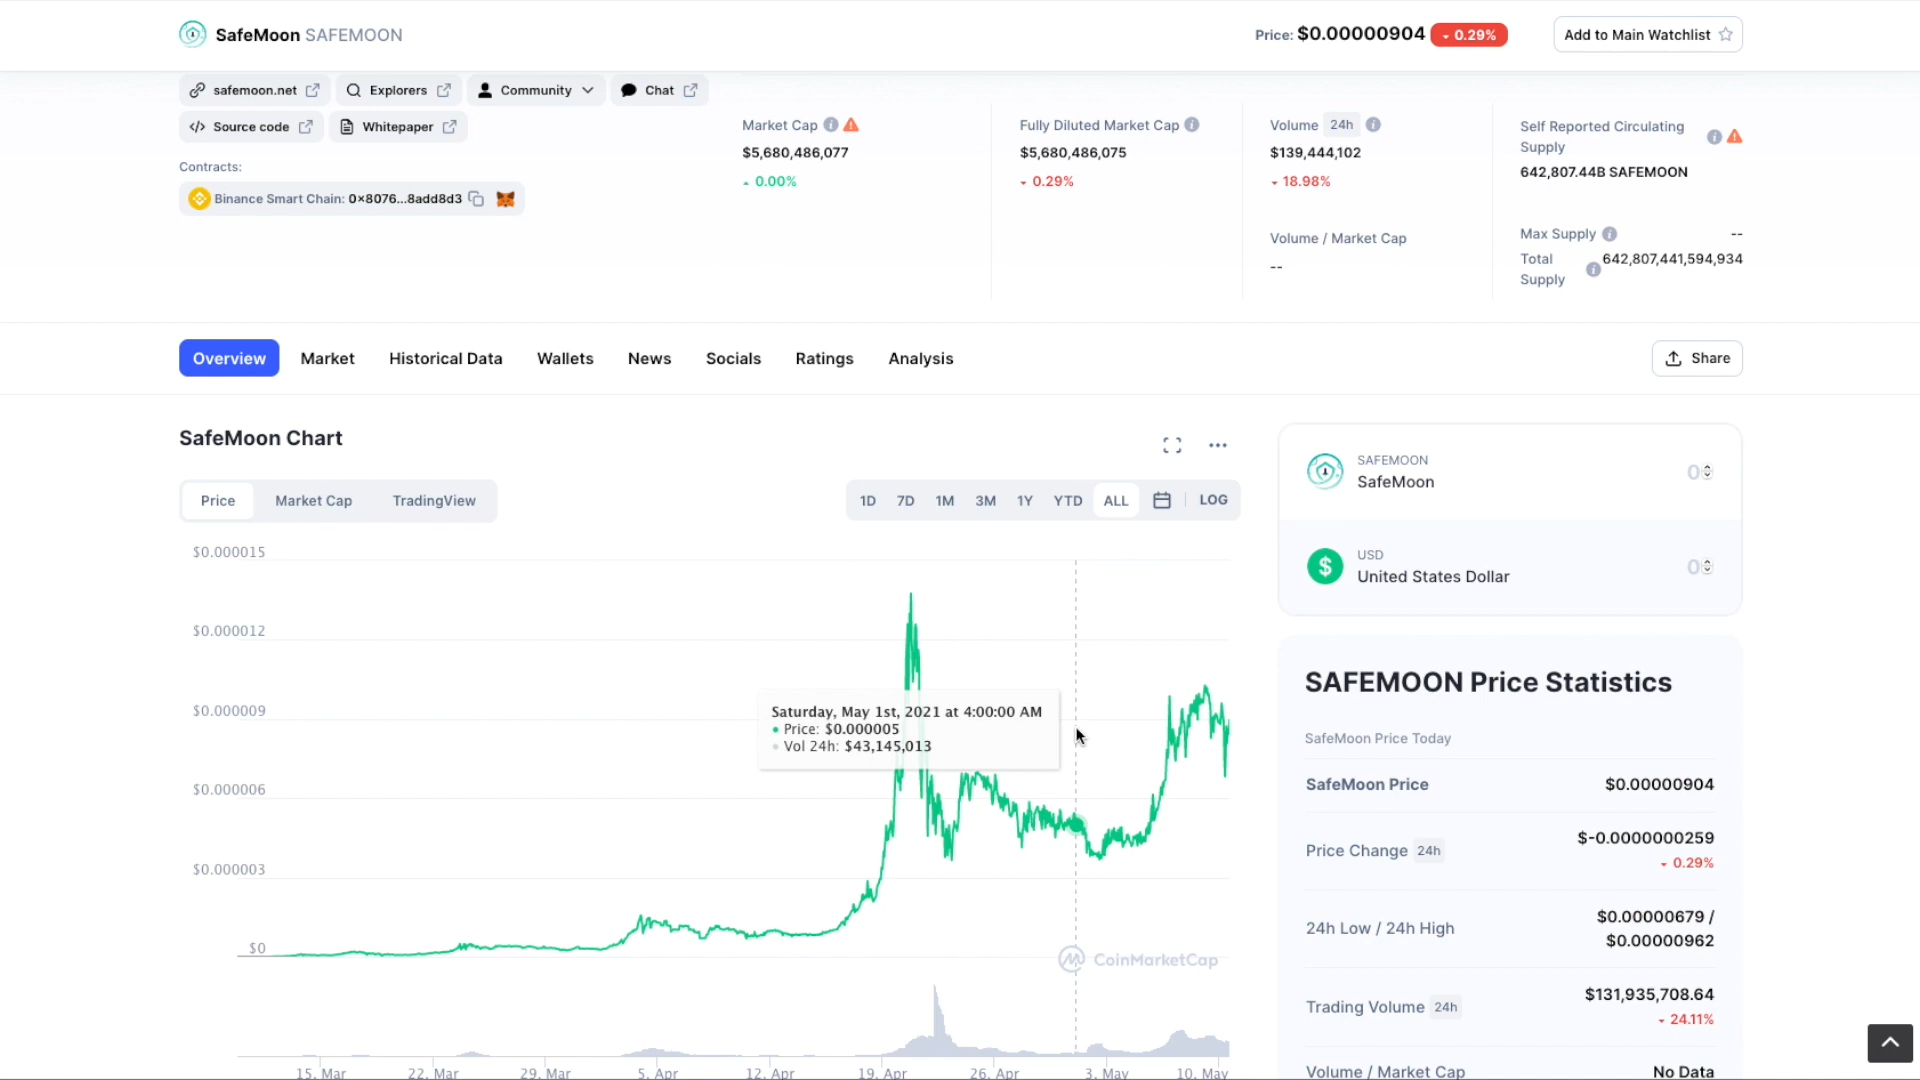 SafeMoon SAFEMOON
Price: $0.00000904 0.29%
Add to Main Watchlist
safemoon.net
Explorers
Community
Chat
Source code
Whitepaper
Contracts:
Binance Smart Chain: 0x8076...8add8d3
Market Cap
$5,680,486,077
0.00%
Fully Diluted Market Cap
$5,680,486,075
0.29%
Volume 24h
$139,444,102
18.98%
Volume / Market Cap
--
Self Reported Circulating
Supply
642,807.44B SAFEMOON
Max Supply --
Total
Supply
642,807,441,594,934
Overview
Market
Historical Data
Wallets
News
Socials
Ratings
Analysis
Share
SafeMoon Chart
Price
Market Cap
TradingView
1D 7D 1M 3M 1Y YTD ALL LOG
$0.000015
$0.000012
$0.000009
$0.000006
$0.000003
$0
Saturday, May 1st, 2021 at 4:00:00 AM
Price: $0.000005
Vol 24h: $43,145,013
CoinMarketCap
15. Mar
22. Mar
29. Mar
5. Apr
12. Apr
19. Apr
26. Apr
3. May
10. May
SAFEMOON
SafeMoon
0
USD
United States Dollar
0
SAFEMOON Price Statistics
SafeMoon Price Today
SafeMoon Price $0.00000904
Price Change 24h
$-0.0000000259
0.29%
24h Low / 24h High
$0.00000679 /
$0.00000962
Trading Volume 24h
$131,935,708.64
24.11%
Volume / Market Cap No Data